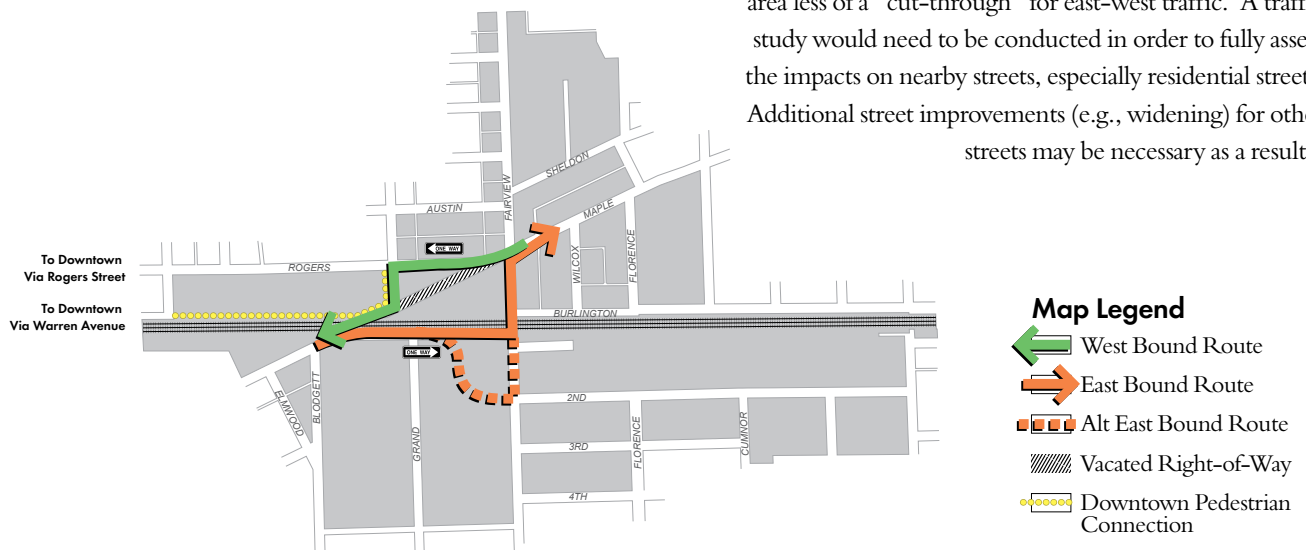 area less of a "cut-through" for east-west traffic. A traff
study would need to be conducted in order to fully asse
the impacts on nearby streets, especially residential street
Additional street improvements (e.g., widening) for oth
streets may be necessary as a result
SHELDON
MAPLE
FAIRVIEW
AUSTIN
ONE WAY
ROGERS
WILCOX
FLORENCE
To Downtown
Via Rogers Street
To Downtown
Via Warren Avenue
BURLINGTON
ONE WAY
ELMWOOD
BLODGETT
GRAND
2ND
3RD
4TH
FLORENCE
CUMNOR
Map Legend
West Bound Route
East Bound Route
Alt East Bound Route
Vacated Right-of-Way
Downtown Pedestrian
Connection